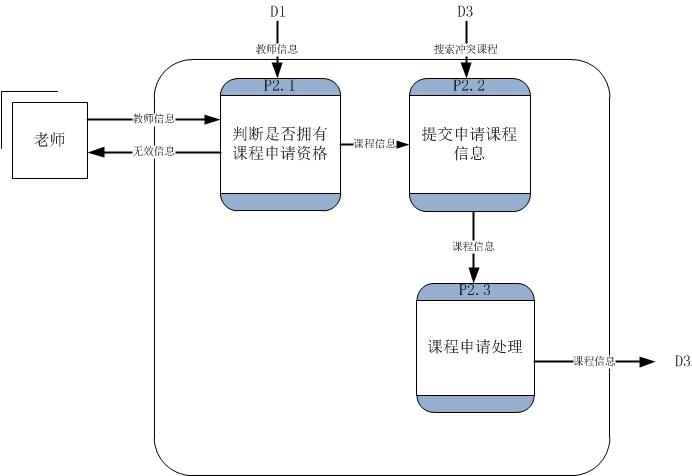 D1
D3
教师信息
搜索冲突课程
P2.1
P2.2
老师
教师信息
无效信息
判断是否拥有
课程申请资格
课程信息
提交申请课程
信息
课程信息
P2.3
课程申请处理
课程信息
D3